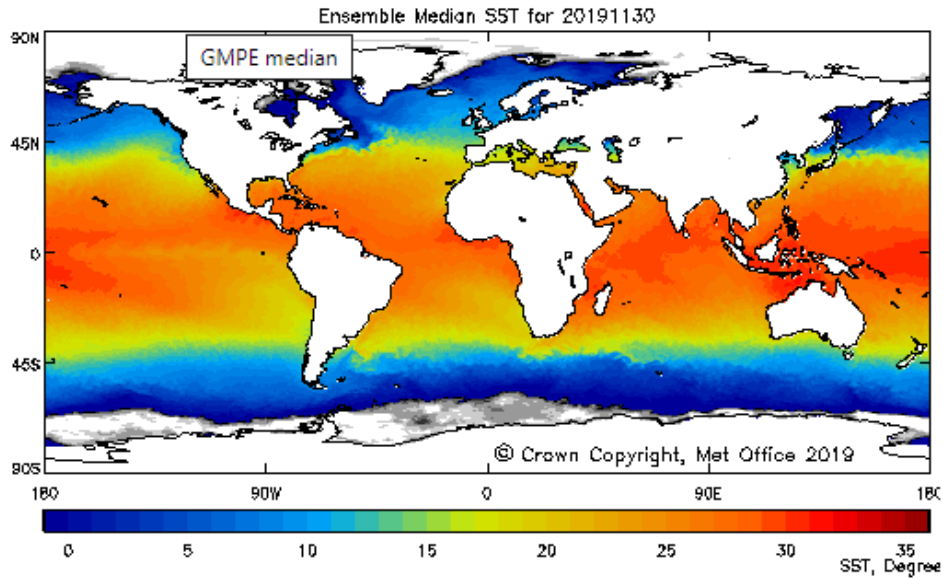 Ensemble Median SST for 20191130
GMPE median
90N
45N
0
45S
90S
© Crown Copyright, Met Office 2019
180 90W 0 90E 180
0 5 10 15 20 25 30 35
SST, Degree